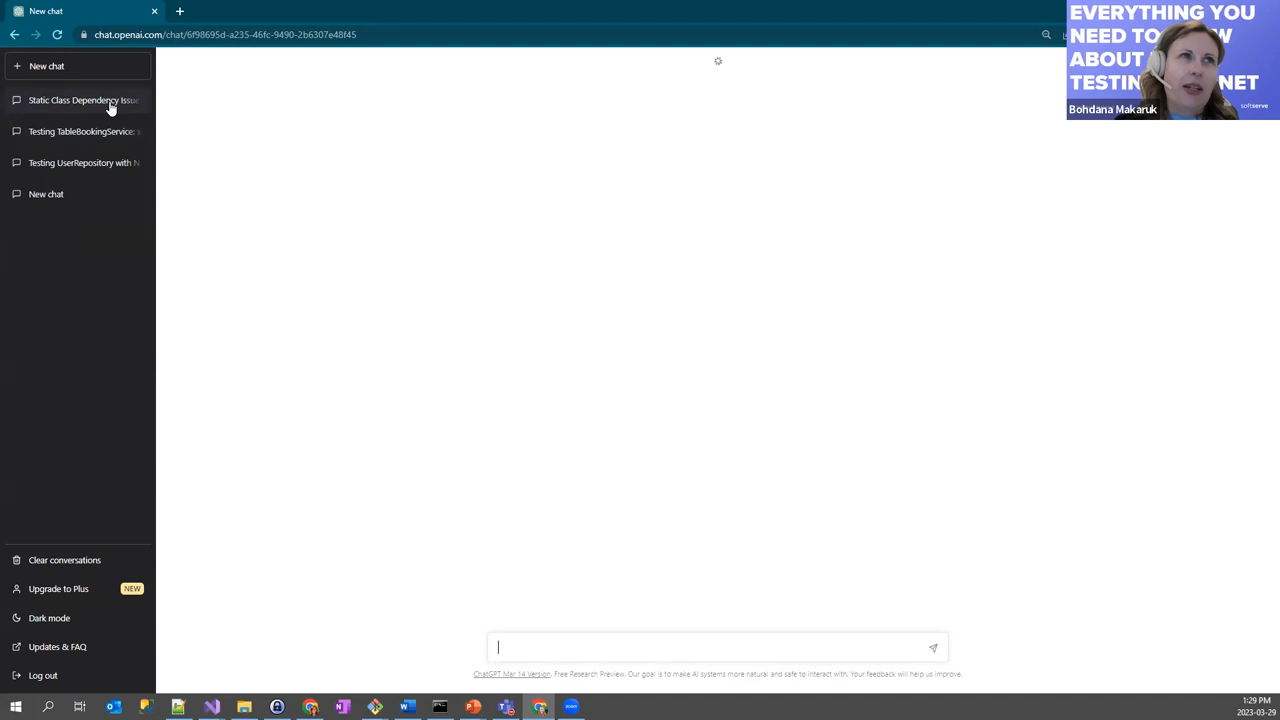 New chat
chat.openai.com/chat/6f98695d-a235-46fc-9490-2b6307e48f45
New chat
Static Class Dependency Issue
Testing TableBookingService:
Testing UserRepository with N
New chat
Clear conversations
Upgrade to Plus
NEW
Dark mode
Updates & FAQ
Log out
ChatGPT Mar 14 Version. Free Research Preview. Our goal is to make AI systems more natural and safe to interact with. Your feedback will help us improve.
EVERYTHING YOU
NEED TO
ABOUT
TESTING NET
softserve
Bohdana Makaruk
zoom
1:29 PM
2023-03-29